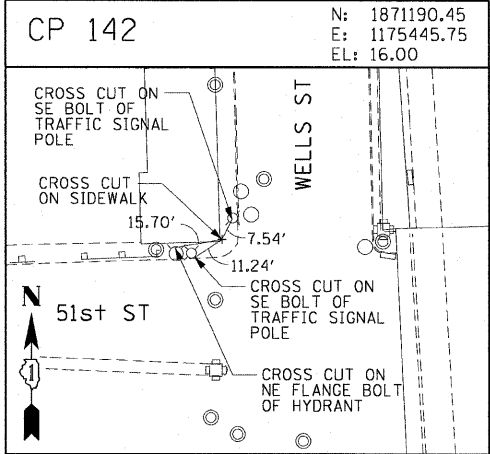 CP 142
N: 1871190.45
E: 1175445.75
EL: 16.00
CROSS CUT ON
SE BOLT OF
TRAFFIC SIGNAL
POLE
WELLS ST
CROSS CUT
ON SIDEWALK
15.70'
7.54'
11.24'
CROSS CUT ON
SE BOLT OF
TRAFFIC SIGNAL
POLE
N
51st ST
1
CROSS CUT ON
NE FLANGE BOLT
OF HYDRANT